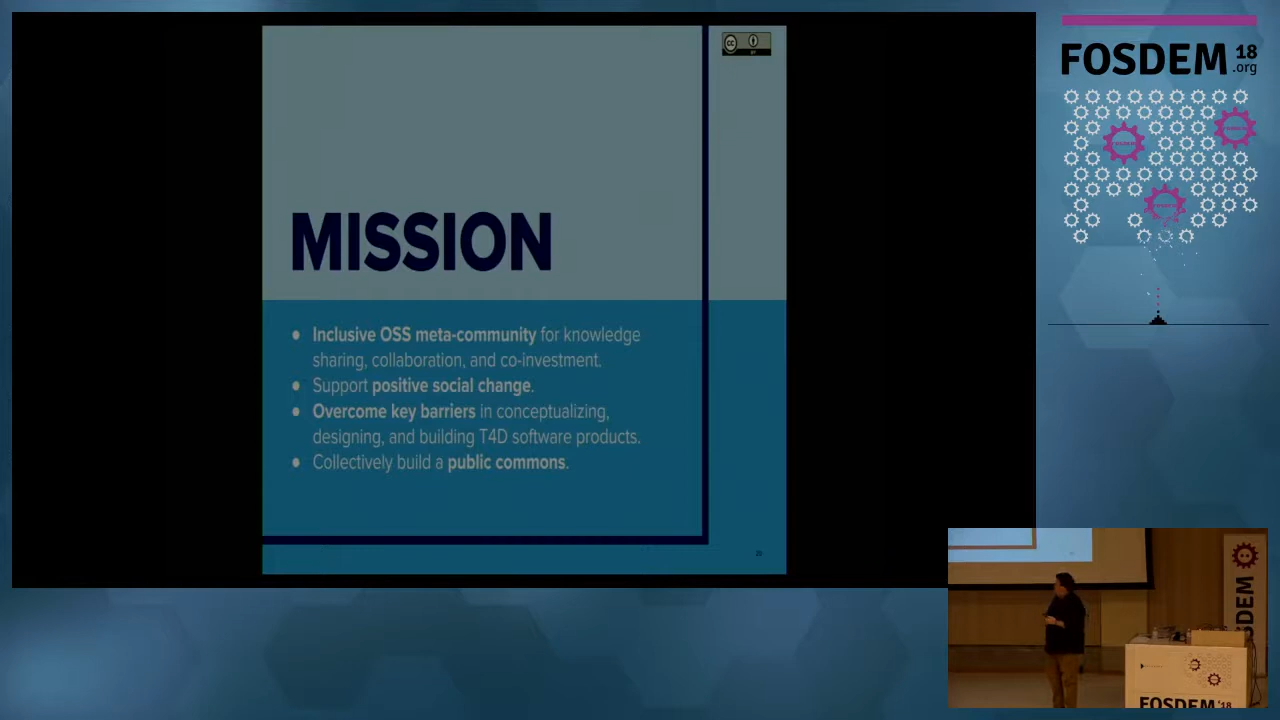 MISSION
● Inclusive OSS meta-community for knowledge
sharing, collaboration, and co-investment.
● Support positive social change.
● Overcome key barriers in conceptualizing,
designing, and building T4D software products.
● Collectively build a public commons.
FOSDEM 18
.org
FOSDEM
FOSDEM '18